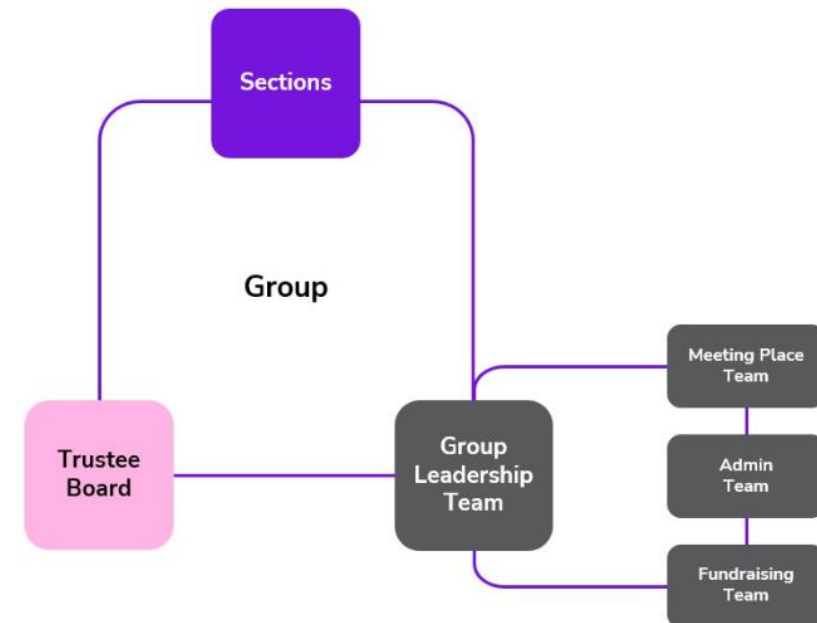 Sections
Group
Meeting Place
Team
Trustee
Board
Group
Leadership
Team
Admin
Team
Fundraising
Team